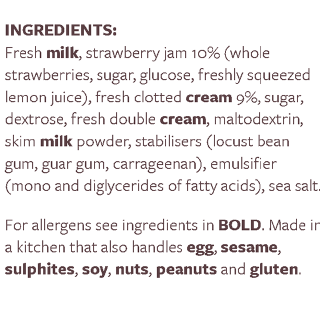 INGREDIENTS:
Fresh milk, strawberry jam 10% (whole
strawberries, sugar, glucose, freshly squeezed
lemon juice), fresh clotted cream 9%, sugar,
dextrose, fresh double cream, maltodextrin,
skim milk powder, stabilisers (locust bean
gum, guar gum, carrageenan), emulsifier
(mono and diglycerides of fatty acids), sea salt.
For allergens see ingredients in BOLD. Made in
a kitchen that also handles egg, sesame,
sulphites, soy, nuts, peanuts and gluten.